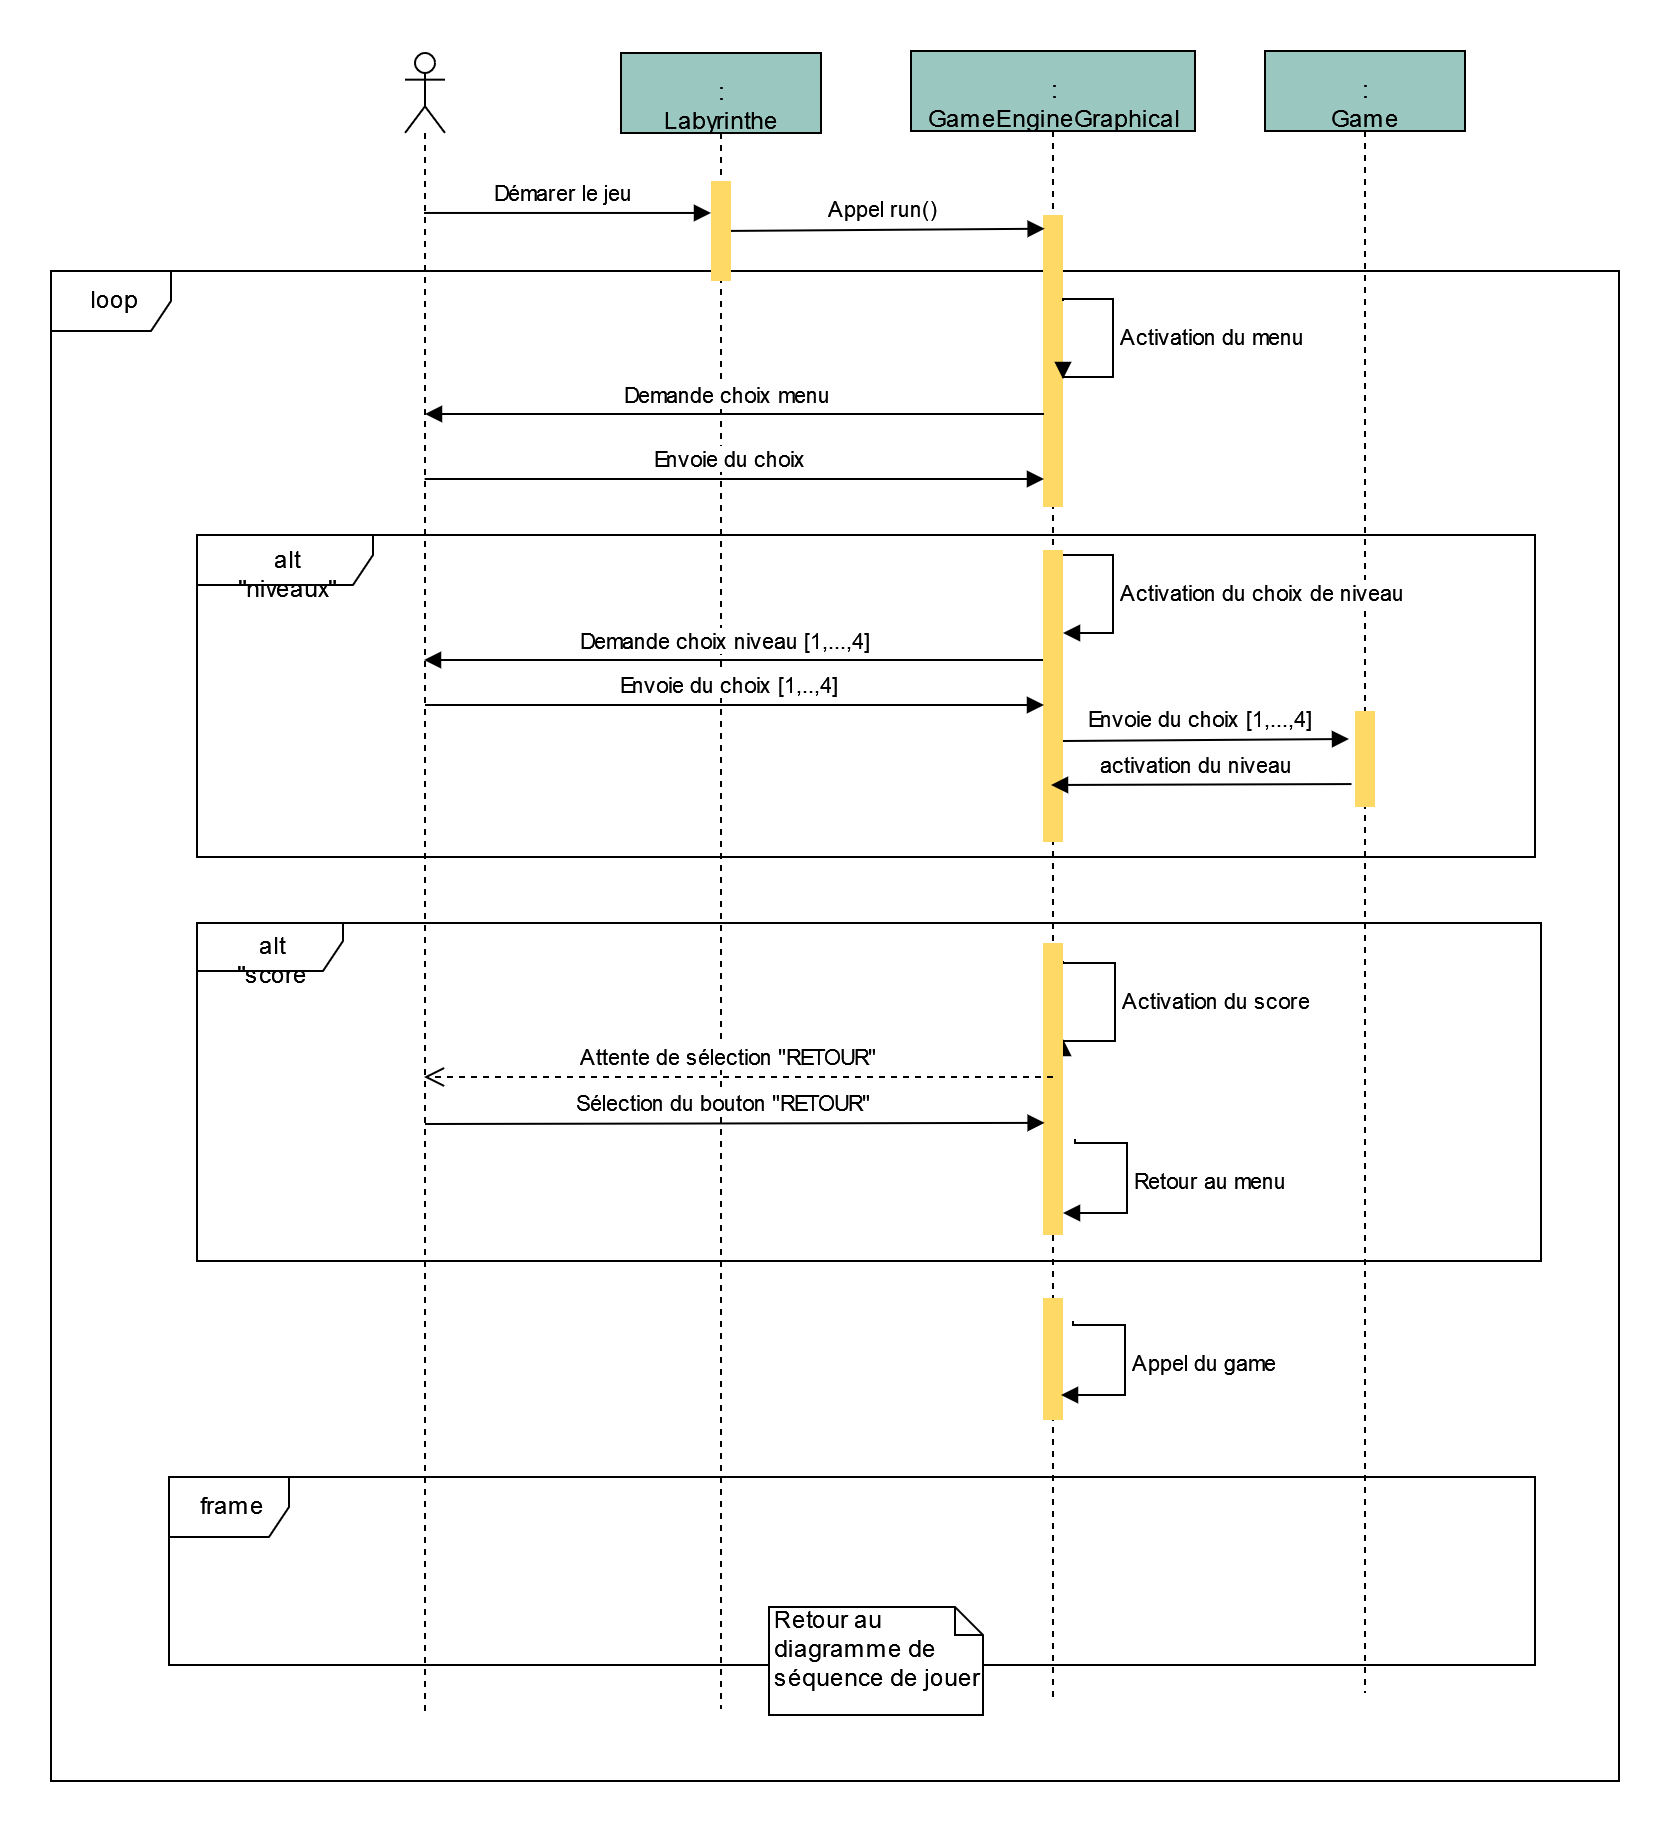 :
Labyrinthe
:
GameEngineGraphical
:
Game
Démarer le jeu
Appel run()
loop
Activation du menu
Demande choix menu
Envoie du choix
alt
"niveaux"
Activation du choix de niveau
Demande choix niveau [1,...,4]
Envoie du choix [1,..,4]
Envoie du choix [1,...,4]
activation du niveau
alt
"score
Activation du score
Attente de sélection "RETOUR"
Sélection du bouton "RETOUR"
Retour au menu
Appel du game
frame
Retour au
diagramme de
séquence de jouer